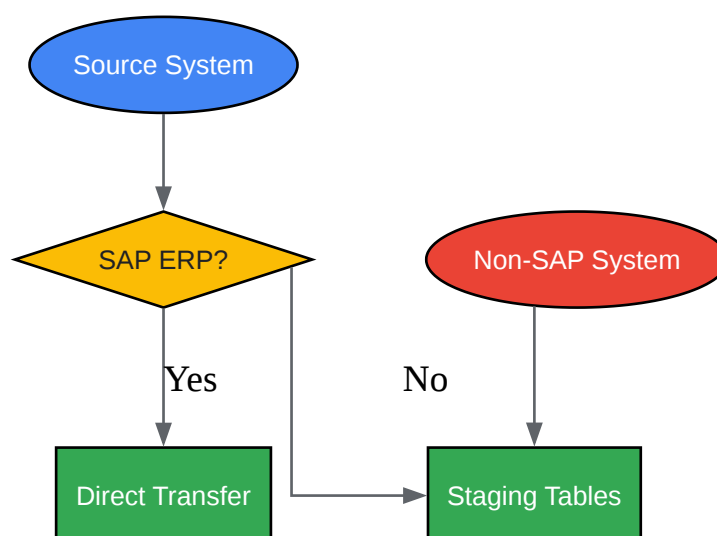 Source System
SAP ERP?
Non-SAP System
Yes
No
Direct Transfer
Staging Tables